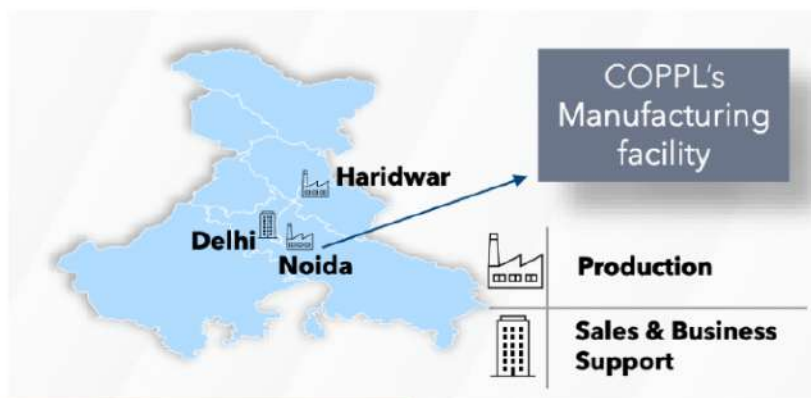 COPPL's
Manufacturing
facility
Haridwar
Delhi
Noida
Production
Sales & Business
Support